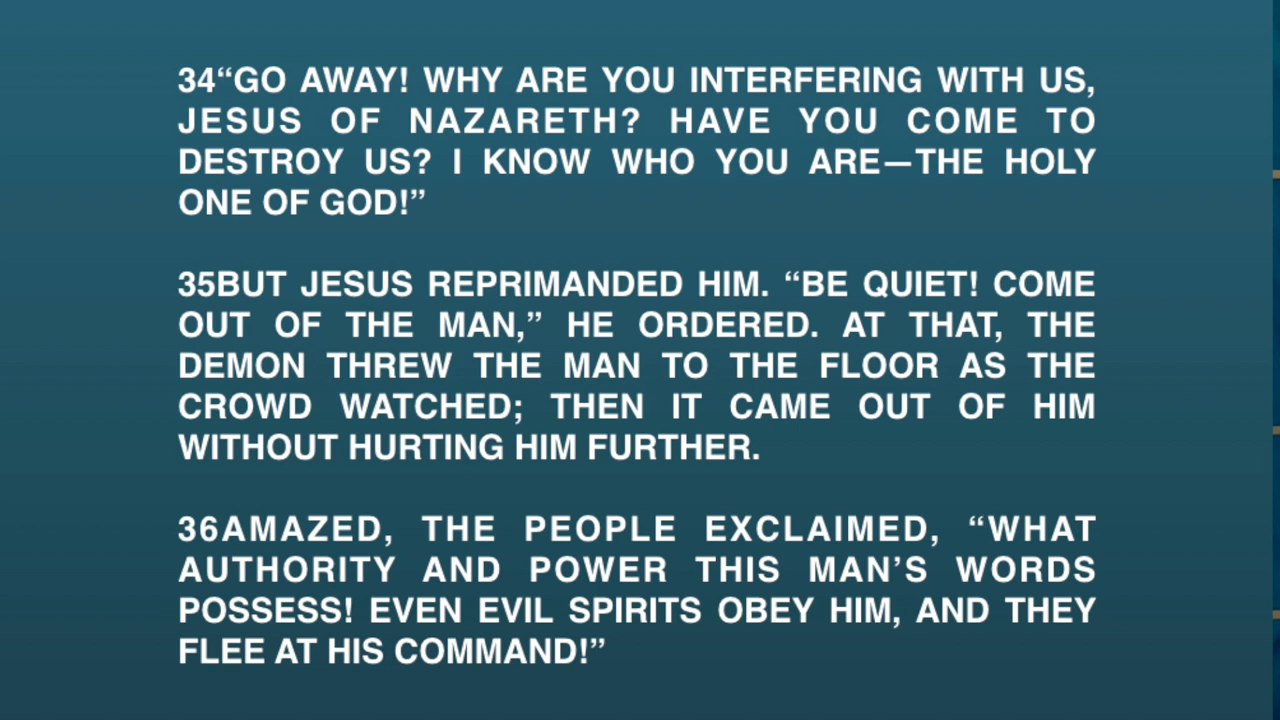 34“GO AWAY! WHY ARE YOU INTERFERING WITH US,
JESUS OF NAZARETH? HAVE YOU COME TO
DESTROY US? I KNOW WHO YOU ARE—THE HOLY
ONE OF GOD!”
35BUT JESUS REPRIMANDED HIM. “BE QUIET! COME
OUT OF THE MAN,” HE ORDERED. AT THAT, THE
DEMON THREW THE MAN TO THE FLOOR AS THE
CROWD WATCHED; THEN IT CAME OUT OF HIM
WITHOUT HURTING HIM FURTHER.
36AMAZED, THE PEOPLE EXCLAIMED, “WHAT
AUTHORITY AND POWER THIS MAN’S WORDS
POSSESS! EVEN EVIL SPIRITS OBEY HIM, AND THEY
FLEE AT HIS COMMAND!”